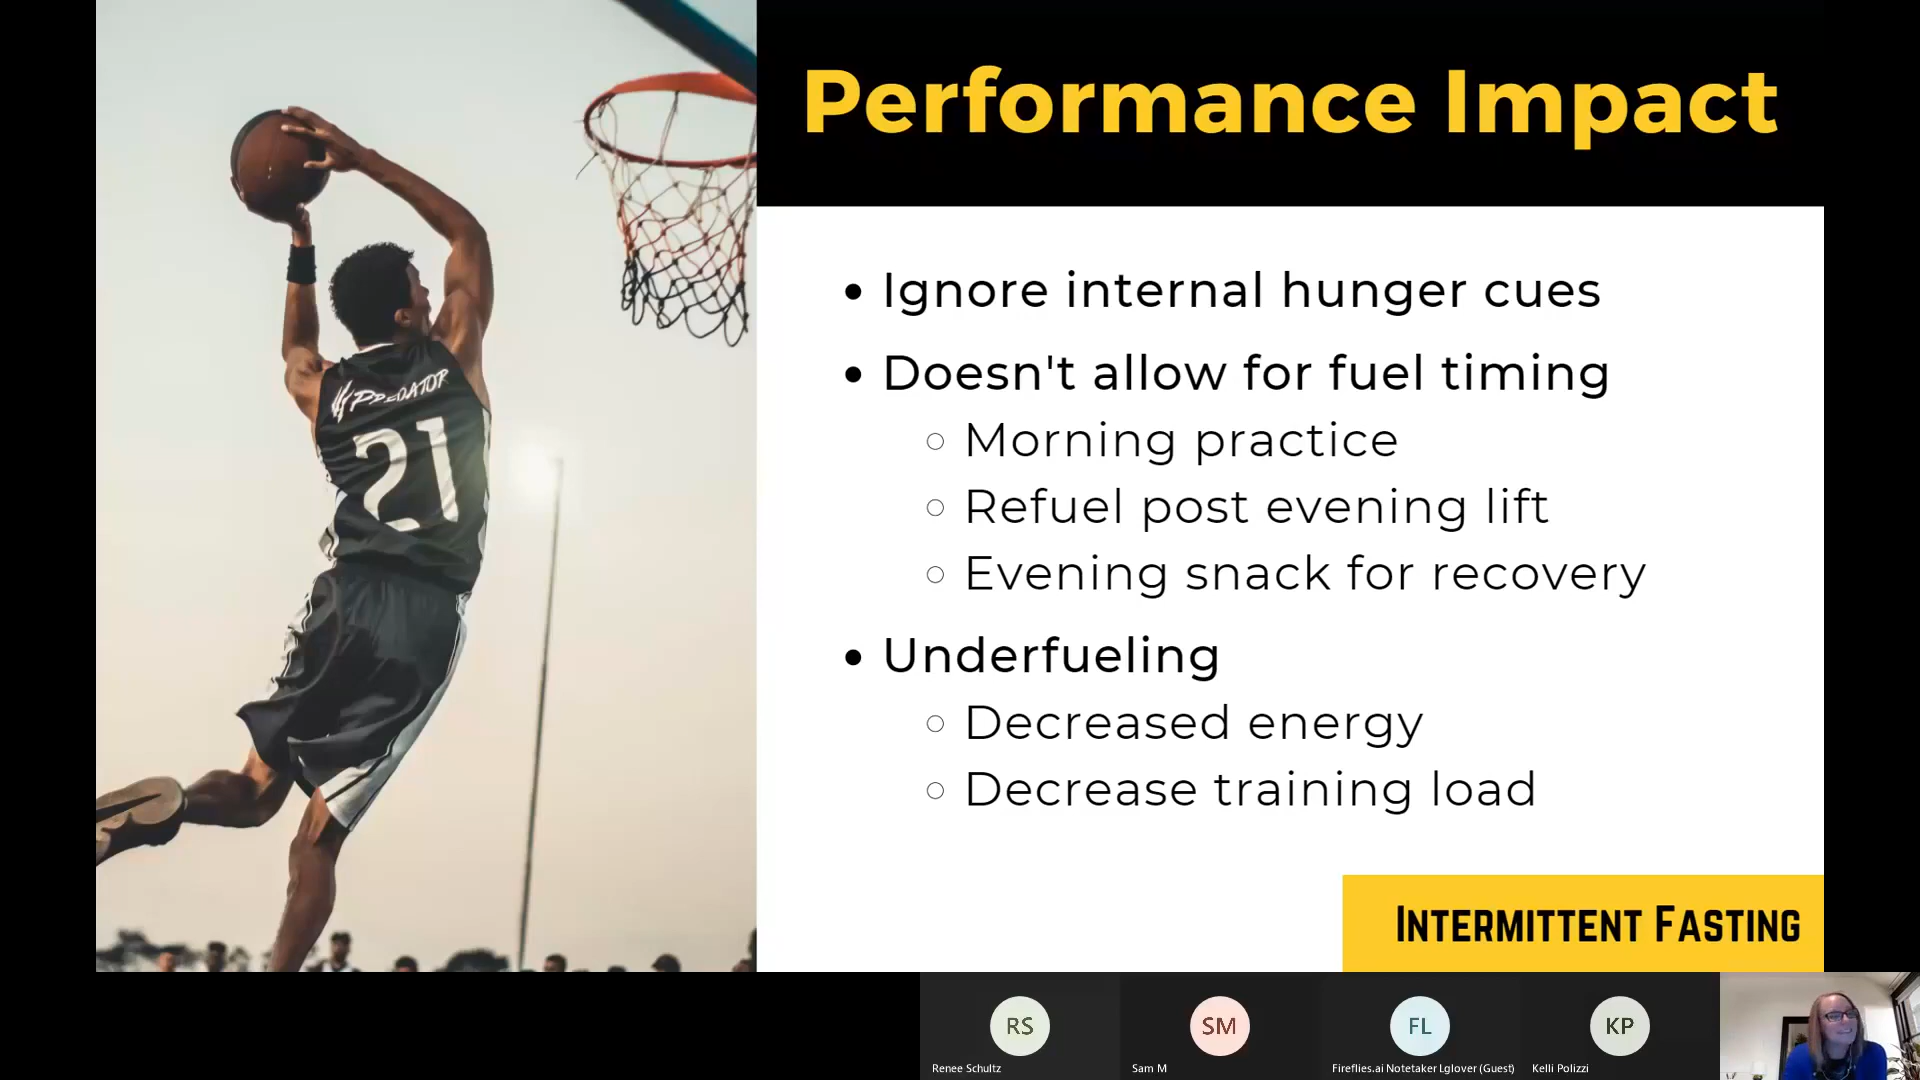 Performance Impact
Ignore internal hunger cues
Doesn't allow for fuel timing
Morning practice
Refuel post evening lift
Evening snack for recovery
Underfueling
Decreased energy
Decrease training load
Intermittent Fasting
PREDATOR
21
RS
SM
FL
KP
Renee Schultz
Sam M
Fireflies.ai Notetaker Lglover (Guest)
Kelli Polizzi